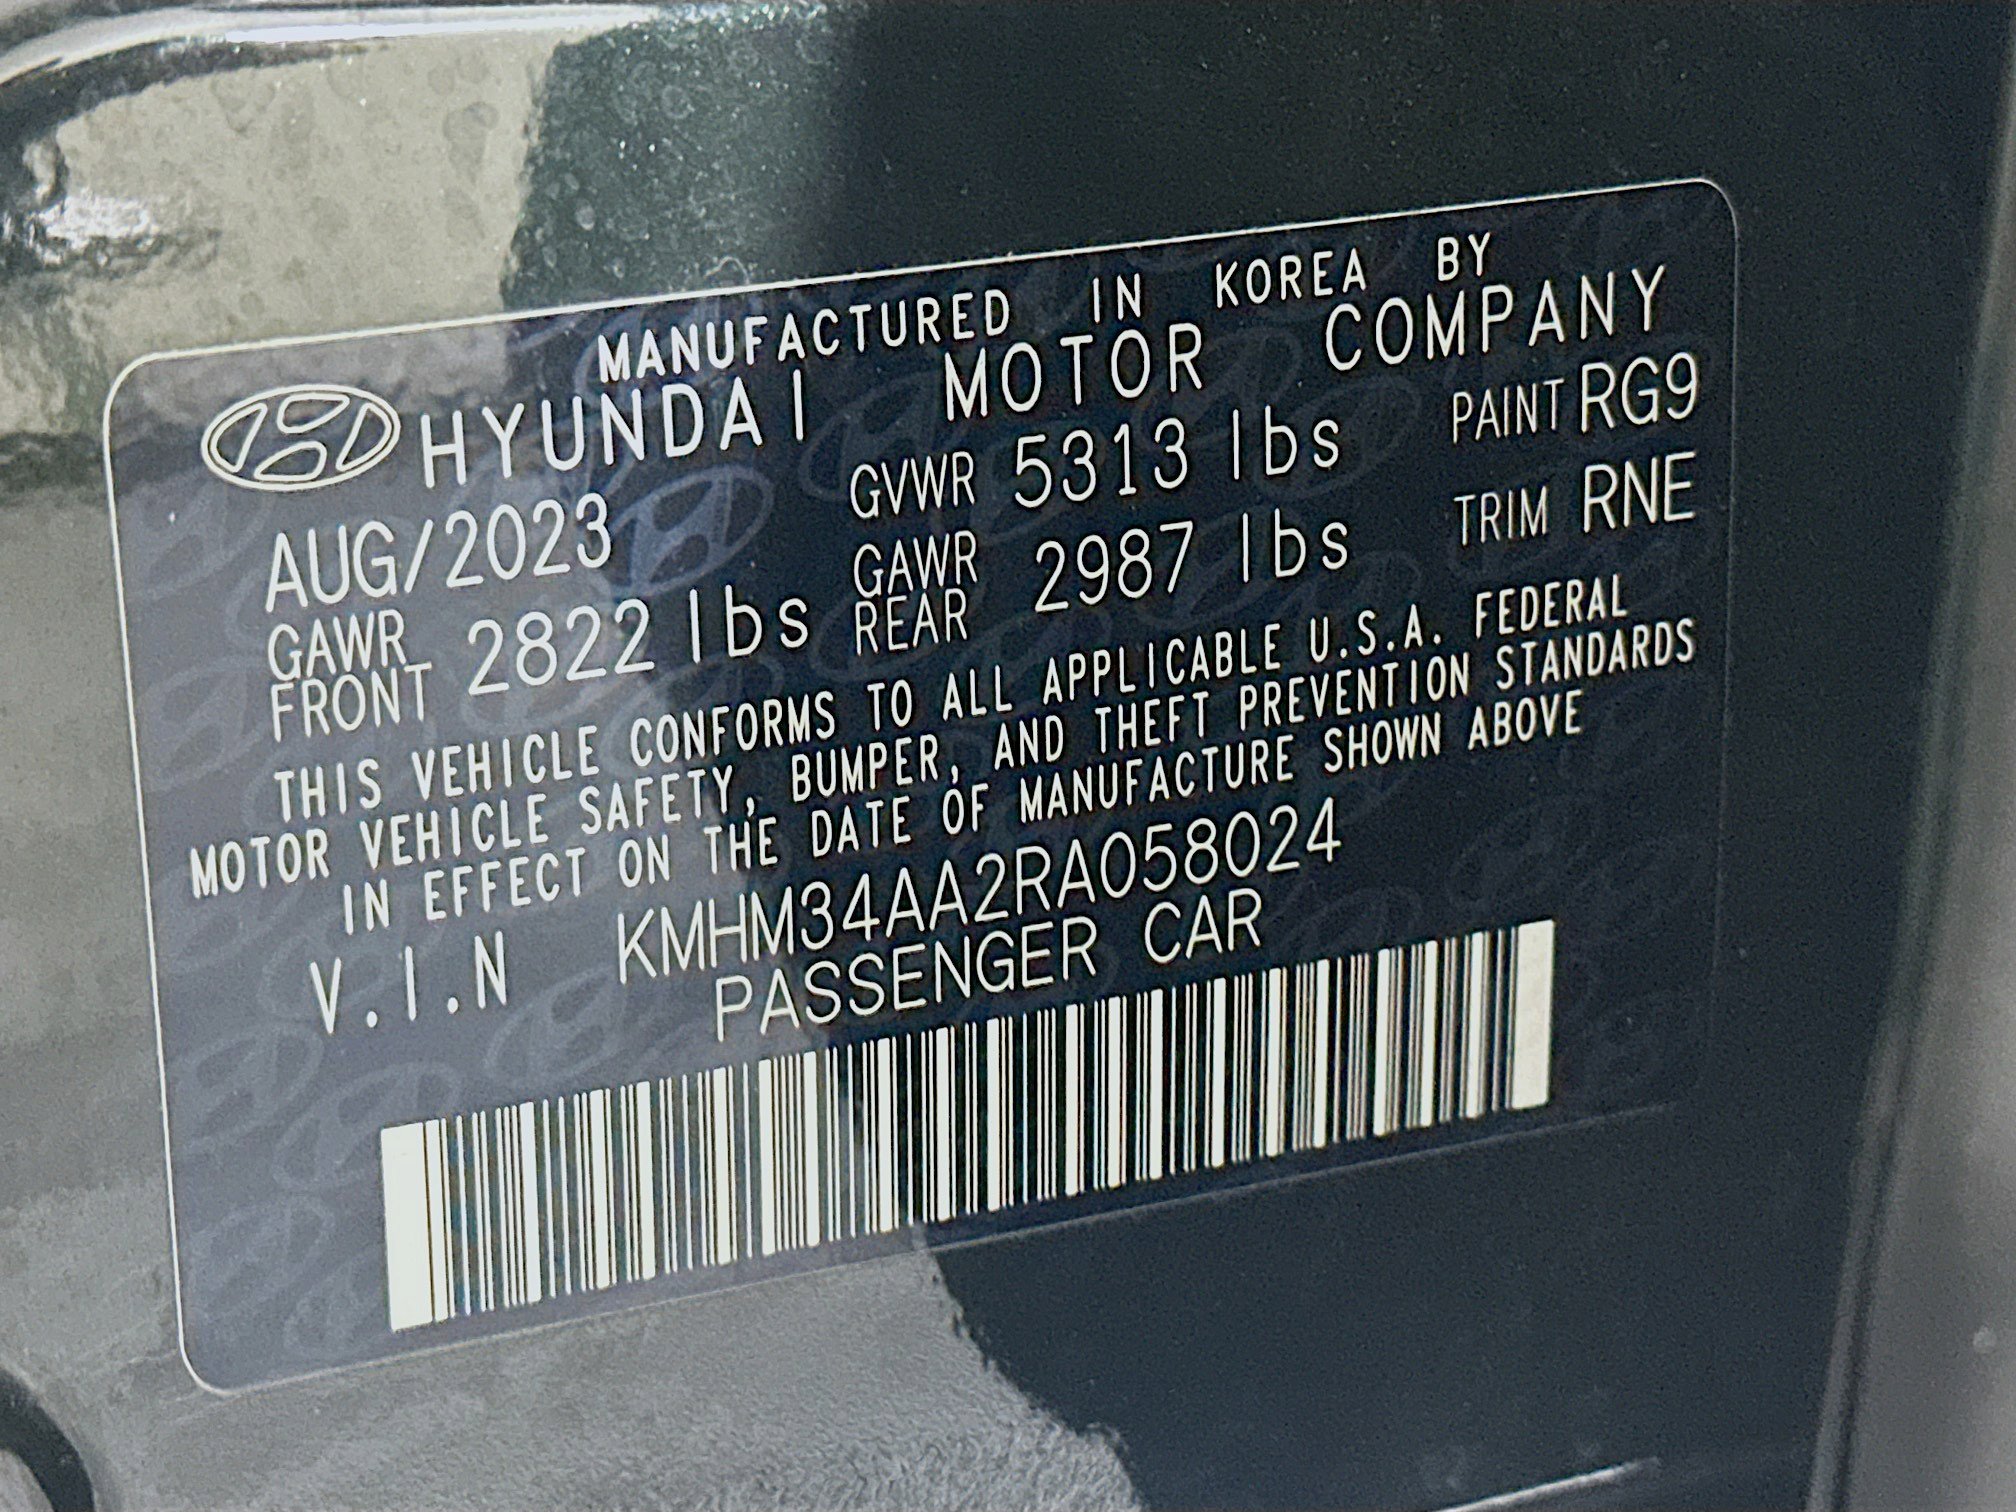 MANUFACTURED IN KOREA BY
HYUNDAI MOTOR COMPANY
AUG/2023 GVWR 5313 lbs PAINT RG9
GAWR FRONT 2822 lbs GAWR REAR 2987 lbs TRIM RNE
THIS VEHICLE CONFORMS TO ALL APPLICABLE U.S.A. FEDERAL
MOTOR VEHICLE SAFETY, BUMPER, AND THEFT PREVENTION STANDARDS
IN EFFECT ON THE DATE OF MANUFACTURE SHOWN ABOVE
V.I.N KMHM34AA2RA058024
PASSENGER CAR